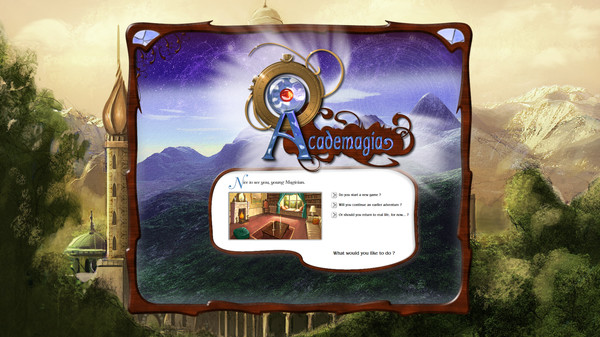 Academagia
Nice to see you, young Magician.
Do you start a new game ?
Will you continue an earlier adventure ?
Or should you return to real life, for now... ?
What would you like to do ?